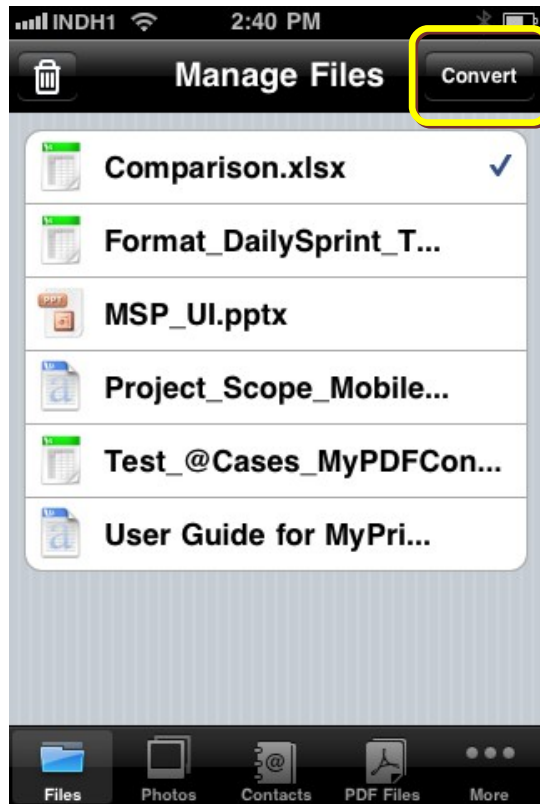 INDH1 2:40 PM
Manage Files Convert
Comparison.xlsx
Format_DailySprint_T...
PPT MSP_UI.pptx
Project_Scope_Mobile...
Test_@Cases_MyPDFCon...
User Guide for MyPri...
Files Photos Contacts PDF Files More